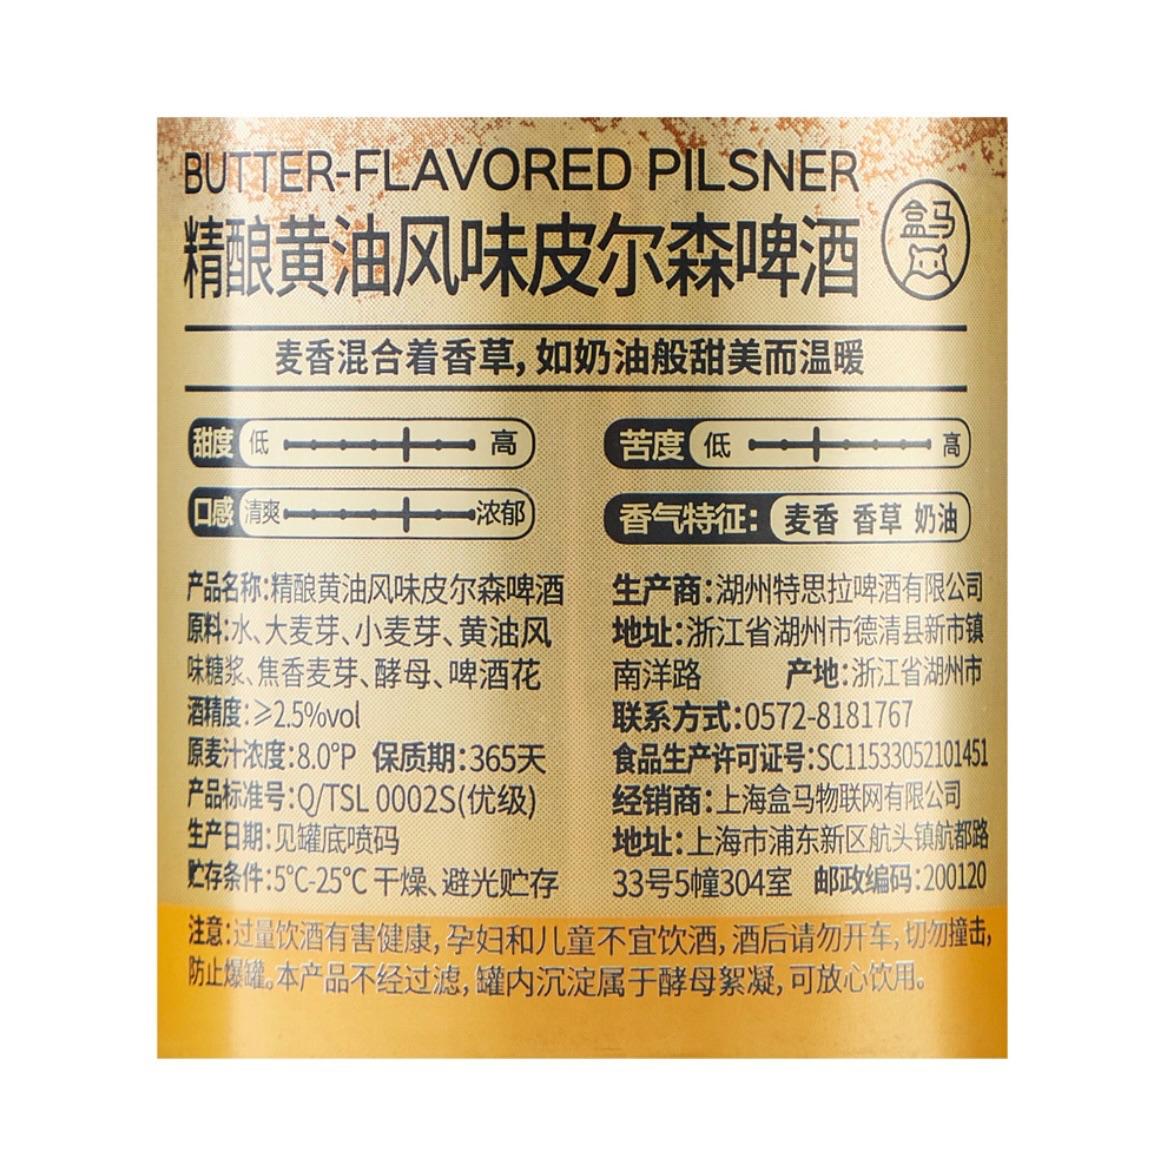 BUTTER-FLAVORED PILSNER
精酿黄油风味皮尔森啤酒
盒马
麦香混合着香草,如奶油般甜美而温暖
甜度 低 高
苦度 低 高
口感 清爽 浓郁
香气特征: 麦香 香草 奶油
产品名称:精酿黄油风味皮尔森啤酒
原料:水、大麦芽、小麦芽、黄油风
味糖浆、焦香麦芽、酵母、啤酒花
酒精度:≥2.5%vol
原麦汁浓度:8.0°P 保质期:365天
产品标准号:Q/TSL 0002S(优级)
生产日期:见罐底喷码
贮存条件:5°C-25°C 干燥、避光贮存
生产商:湖州特思拉啤酒有限公司
地址:浙江省湖州市德清县新市镇
南洋路 产地:浙江省湖州市
联系方式:0572-8181767
食品生产许可证号:SC11533052101451
经销商:上海盒马物联网有限公司
地址:上海市浦东新区航头镇航都路
33号5幢304室 邮政编码:200120
注意:过量饮酒有害健康,孕妇和儿童不宜饮酒,酒后请勿开车,切勿撞击,
防止爆罐。本产品不经过滤,罐内沉淀属于酵母絮凝,可放心饮用。